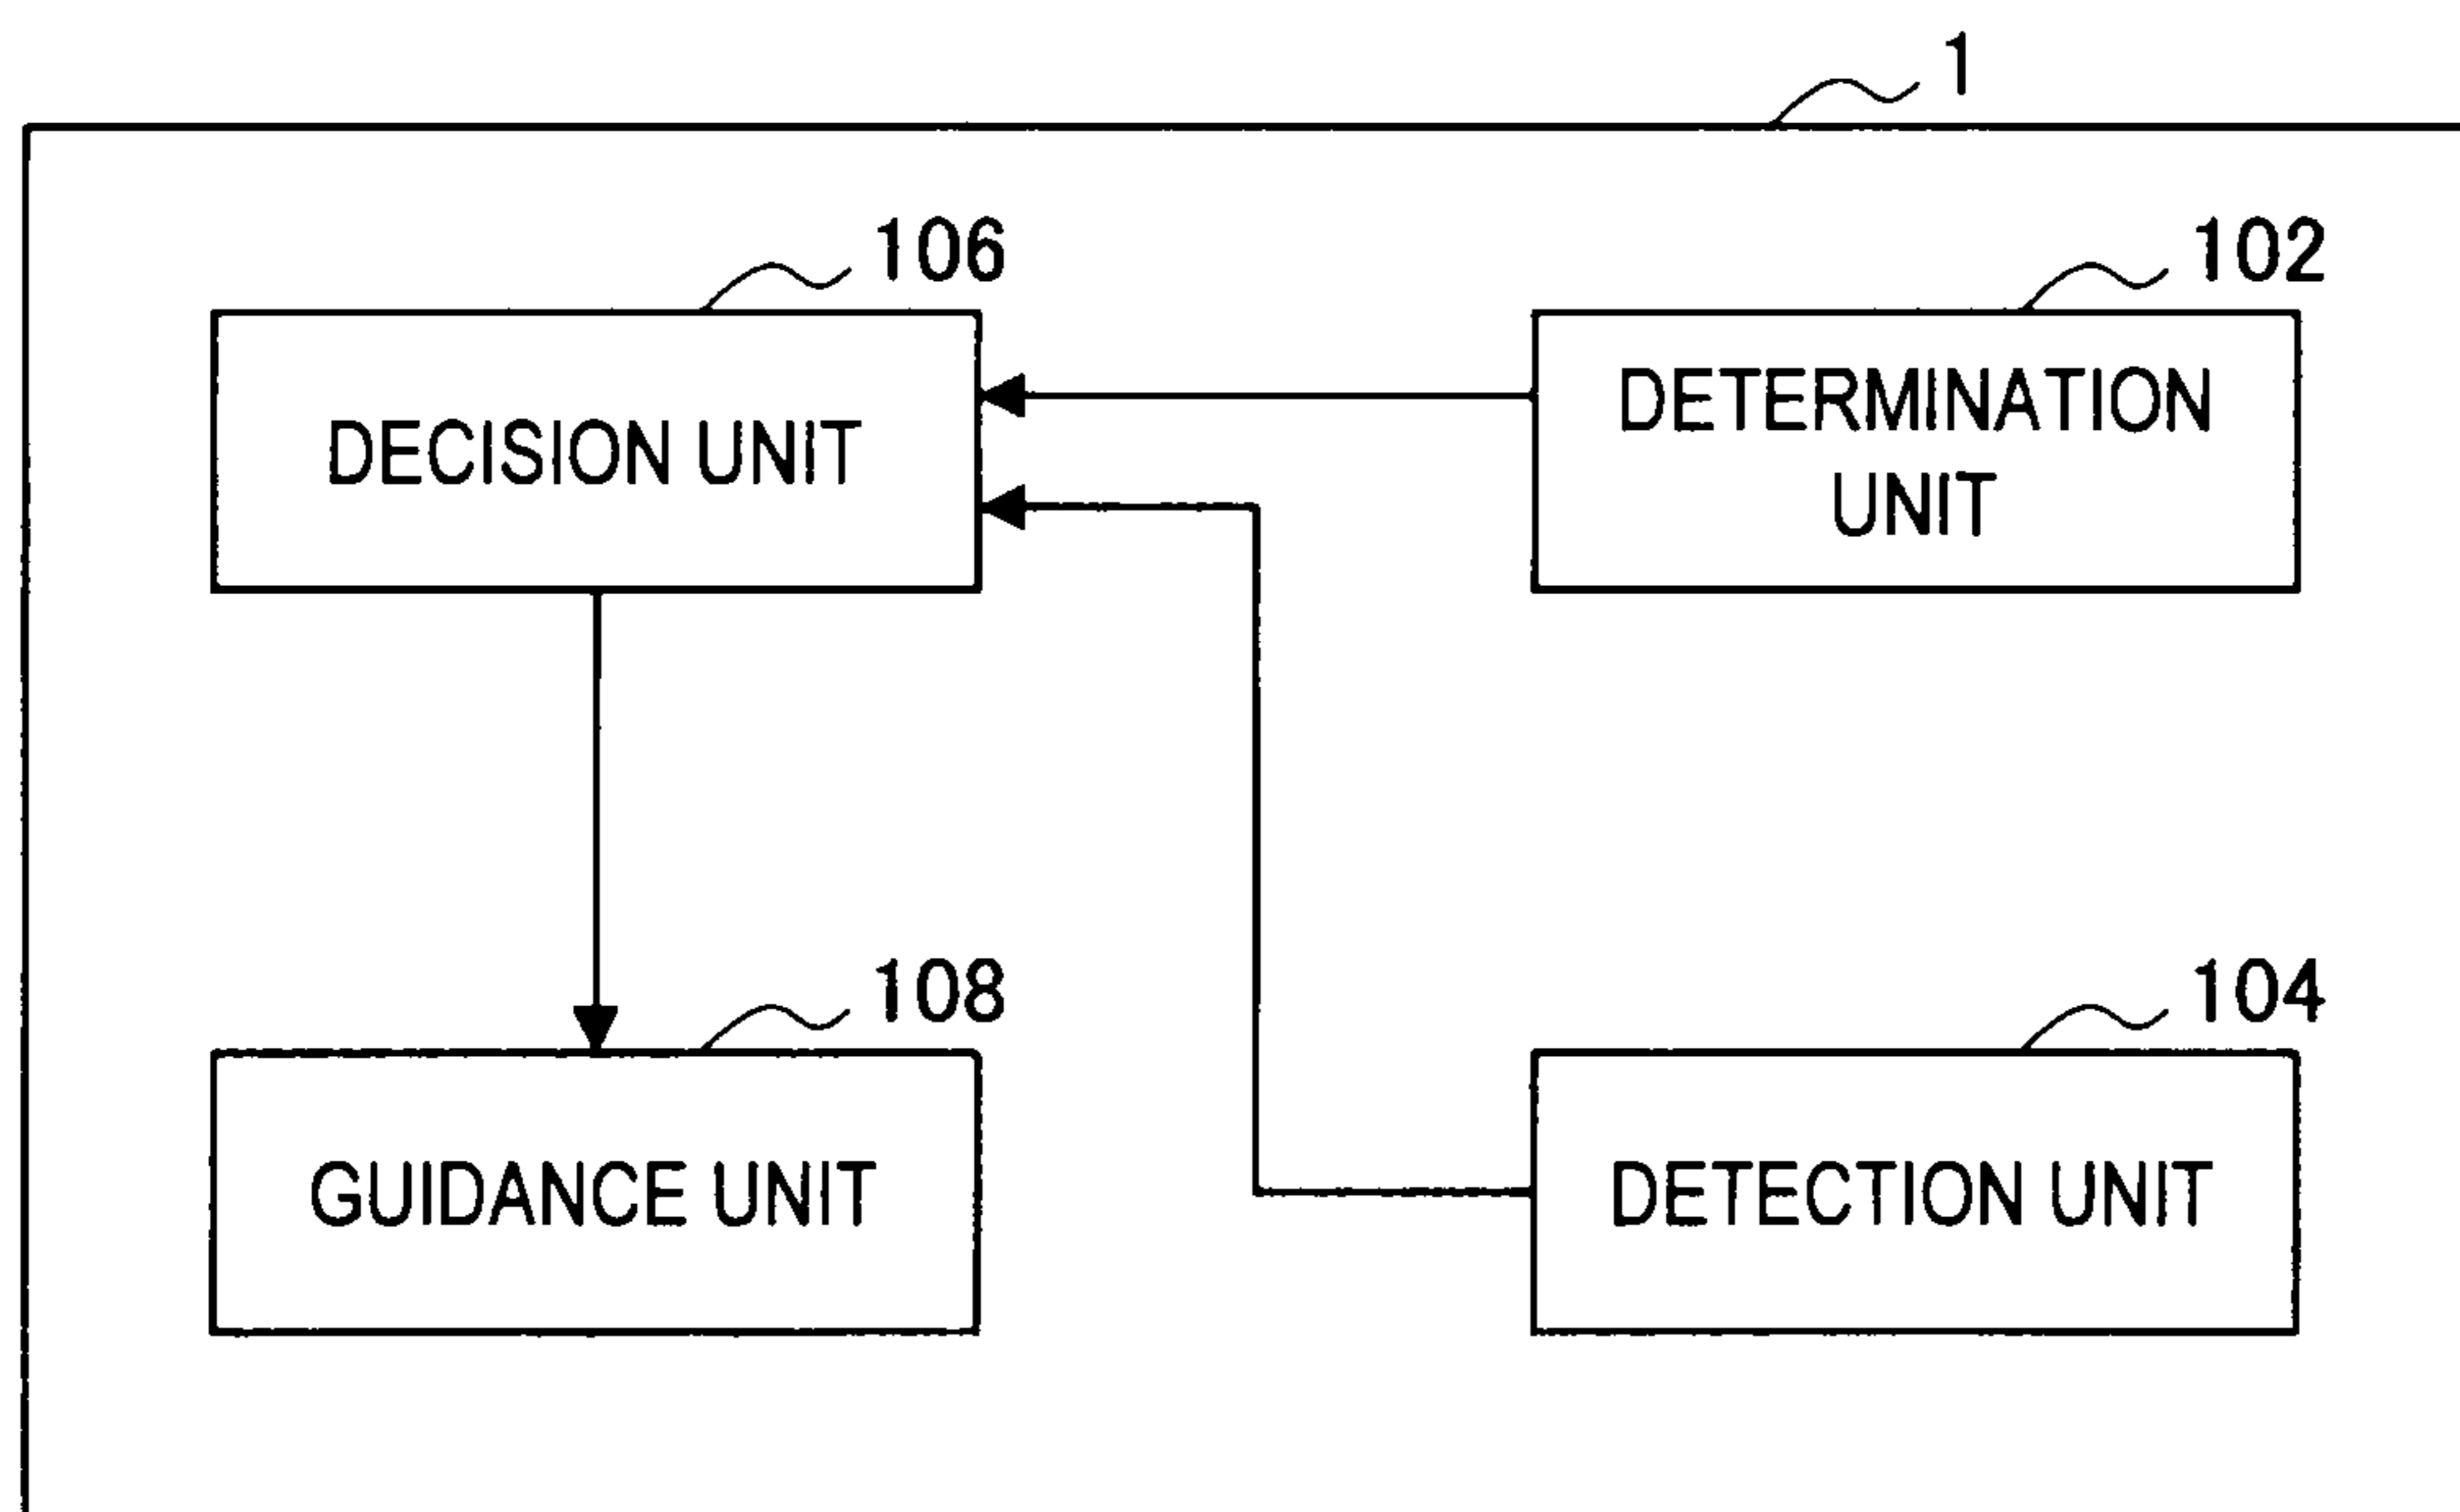 1
106
102
DECISION UNIT
DETERMINATION
UNIT
108
104
GUIDANCE UNIT
DETECTION UNIT